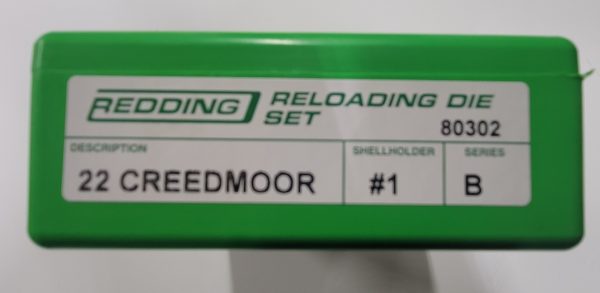 REDDING RELOADING DIE
SET
80302
DESCRIPTION SHELLHOLDER SERIES
22 CREEDMOOR #1 B